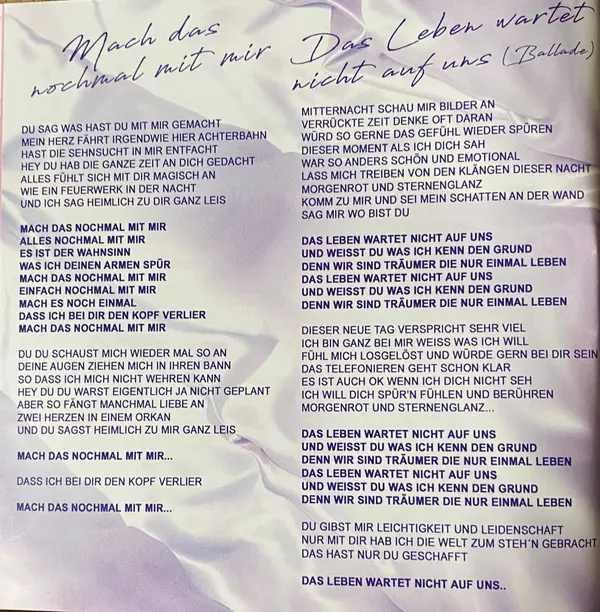 Mach das
nochmal mit mir
DU SAG WAS HAST DU MIT MIR GEMACHT
MEIN HERZ FÄHRT IRGENDWIE HIER ACHTERBAHN
HAST DIE SEHNSUCHT IN MIR ENTFACHT
HEY DU HAB DIE GANZE ZEIT AN DICH GEDACHT
ALLES FÜHLT SICH MIT DIR MAGISCH AN
WIE EIN FEUERWERK IN DER NACHT
UND ICH SAG HEIMLICH ZU DIR GANZ LEIS
MACH DAS NOCHMAL MIT MIR
ALLES NOCHMAL MIT MIR
ES IST DER WAHNSINN
WAS ICH DEINEN ARMEN SPÜR
MACH DAS NOCHMAL MIT MIR
EINFACH NOCHMAL MIT MIR
MACH ES NOCH EINMAL
DASS ICH BEI DIR DEN KOPF VERLIER
MACH DAS NOCHMAL MIT MIR
DU DU SCHAUST MICH WIEDER MAL SO AN
DEINE AUGEN ZIEHEN MICH IN IHREN BANN
SO DASS ICH MICH NICHT WEHREN KANN
HEY DU DU WARST EIGENTLICH JA NICHT GEPLANT
ABER SO FÄNGT MANCHMAL LIEBE AN
ZWEI HERZEN IN EINEM ORKAN
UND DU SAGST HEIMLICH ZU MIR GANZ LEIS
MACH DAS NOCHMAL MIT MIR...
DASS ICH BEI DIR DEN KOPF VERLIER
MACH DAS NOCHMAL MIT MIR...
Das Leben wartet
nicht auf uns (Ballade)
MITTERNACHT SCHAU MIR BILDER AN
VERRÜCKTE ZEIT DENKE OFT DARAN
WÜRD SO GERNE DAS GEFÜHL WIEDER SPÜREN
DIESER MOMENT ALS ICH DICH SAH
WAR SO ANDERS SCHÖN UND EMOTIONAL
LASS MICH TREIBEN VON DEN KLÄNGEN DIESER NACHT
MORGENROT UND STERNENGLANZ
KOMM ZU MIR UND SEI MEIN SCHATTEN AN DER WAND
SAG MIR WO BIST DU
DAS LEBEN WARTET NICHT AUF UNS
UND WEISST DU WAS ICH KENN DEN GRUND
DENN WIR SIND TRÄUMER DIE NUR EINMAL LEBEN
DAS LEBEN WARTET NICHT AUF UNS
UND WEISST DU WAS ICH KENN DEN GRUND
DENN WIR SIND TRÄUMER DIE NUR EINMAL LEBEN
DIESER NEUE TAG VERSPRICHT SEHR VIEL
ICH BIN GANZ BEI MIR WEISS WAS ICH WILL
FÜHL MICH LOSGELÖST UND WÜRDE GERN BEI DIR SEIN
DAS TELEFONIEREN GEHT SCHON KLAR
ES IST AUCH OK WENN ICH DICH NICHT SEH
ICH WILL DICH SPÜR'N FÜHLEN UND BERÜHREN
MORGENROT UND STERNENGLANZ...
DAS LEBEN WARTET NICHT AUF UNS
UND WEISST DU WAS ICH KENN DEN GRUND
DENN WIR SIND TRÄUMER DIE NUR EINMAL LEBEN
DAS LEBEN WARTET NICHT AUF UNS
UND WEISST DU WAS ICH KENN DEN GRUND
DENN WIR SIND TRÄUMER DIE NUR EINMAL LEBEN
DU GIBST MIR LEICHTIGKEIT UND LEIDENSCHAFT
NUR MIT DIR HAB ICH DIE WELT ZUM STEH'N GEBRACHT
DAS HAST NUR DU GESCHAFFT
DAS LEBEN WARTET NICHT AUF UNS..